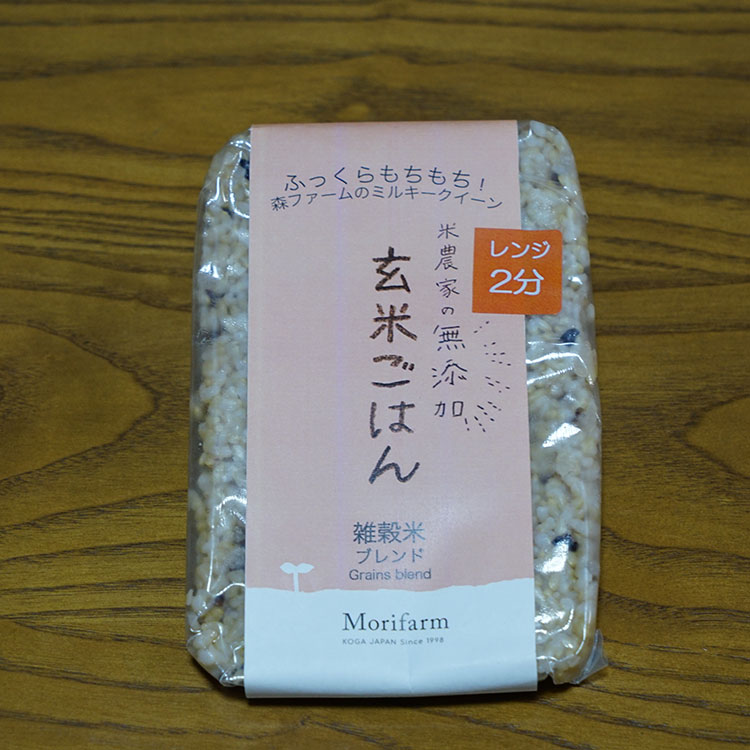 ふっくらもちもち！
森ファームのミルキークイーン
米農家の無添加
玄米ごはん
レンジ
2分
雑穀米
ブレンド
Grains blend
Morifarm
KOGA JAPAN Since 1998